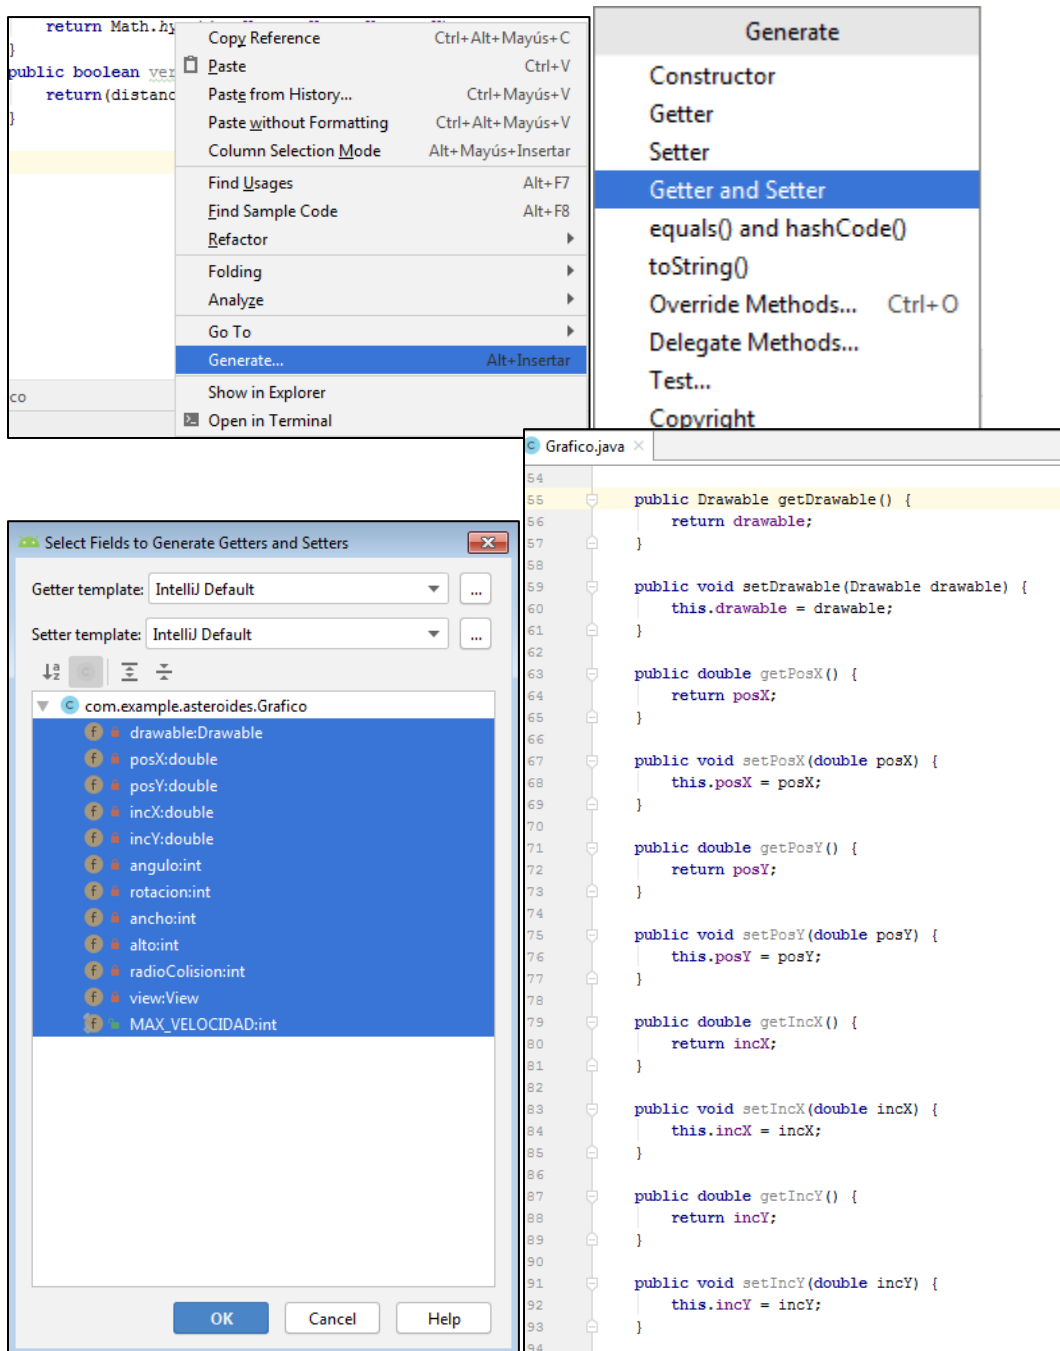 return Math.hy
}
public boolean ver
return(distanc
}
co
Copy Reference Ctrl+Alt+Mayús+C
Paste Ctrl+V
Paste from History... Ctrl+Mayús+V
Paste without Formatting Ctrl+Alt+Mayús+V
Column Selection Mode Alt+Mayús+Insertar
Find Usages Alt+F7
Find Sample Code Alt+F8
Refactor
Folding
Analyze
Go To
Generate... Alt+Insertar
Show in Explorer
Open in Terminal
Generate
Constructor
Getter
Setter
Getter and Setter
equals() and hashCode()
toString()
Override Methods... Ctrl+O
Delegate Methods...
Test...
Copyright
Select Fields to Generate Getters and Setters
Getter template: IntelliJ Default ...
Setter template: IntelliJ Default ...
com.example.asteroides.Grafico
drawable:Drawable
posX:double
posY:double
incX:double
incY:double
angulo:int
rotacion:int
ancho:int
alto:int
radioColision:int
view:View
MAX_VELOCIDAD:int
OK Cancel Help
Grafico.java
54
55 public Drawable getDrawable() {
56 return drawable;
57 }
58
59 public void setDrawable(Drawable drawable) {
60 this.drawable = drawable;
61 }
62
63 public double getPosX() {
64 return posX;
65 }
66
67 public void setPosX(double posX) {
68 this.posX = posX;
69 }
70
71 public double getPosY() {
72 return posY;
73 }
74
75 public void setPosY(double posY) {
76 this.posY = posY;
77 }
78
79 public double getIncX() {
80 return incX;
81 }
82
83 public void setIncX(double incX) {
84 this.incX = incX;
85 }
86
87 public double getIncY() {
88 return incY;
89 }
90
91 public void setIncY(double incY) {
92 this.incY = incY;
93 }
94